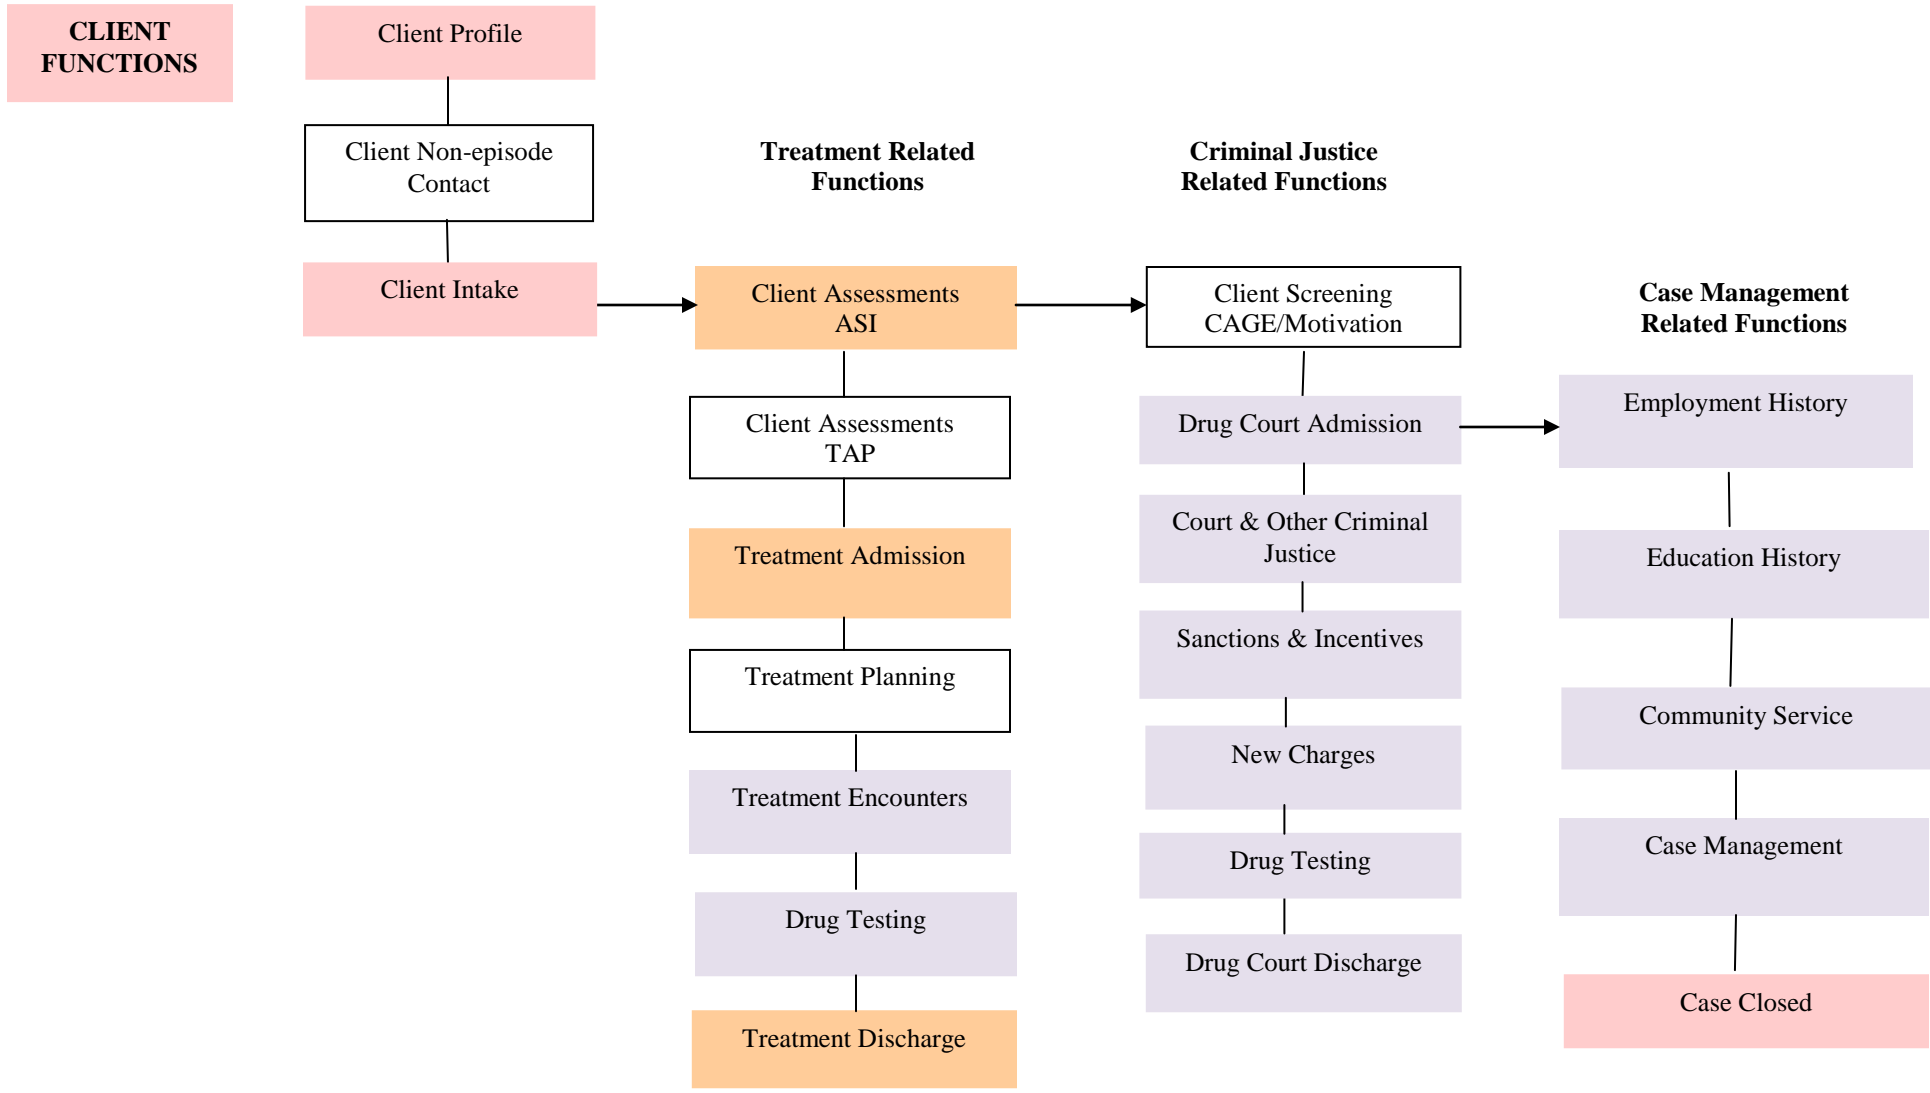 CLIENT
FUNCTIONS
Client Profile
Client Non-episode
Contact
Client Intake
Treatment Related
Functions
Client Assessments
ASI
Client Assessments
TAP
Treatment Admission
Treatment Planning
Treatment Encounters
Drug Testing
Treatment Discharge
Criminal Justice
Related Functions
Client Screening
CAGE/Motivation
Drug Court Admission
Court & Other Criminal
Justice
Sanctions & Incentives
New Charges
Drug Testing
Drug Court Discharge
Case Management
Related Functions
Employment History
Education History
Community Service
Case Management
Case Closed